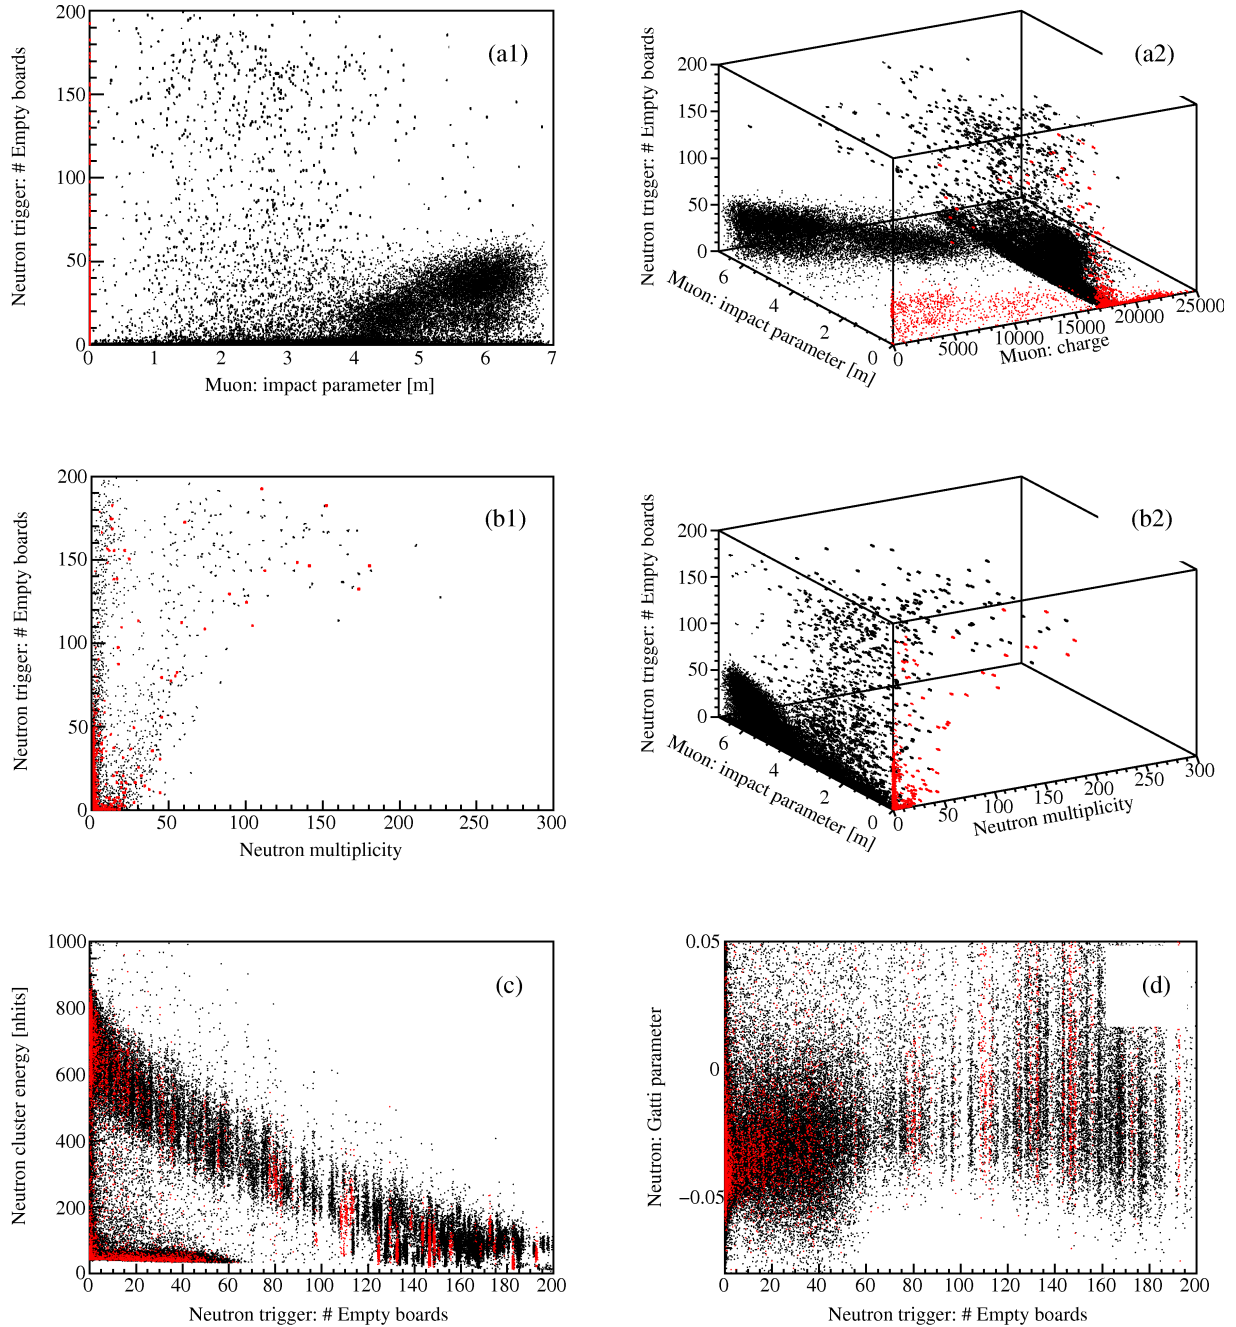 (a1)
Neutron trigger: # Empty boards
200
150
100
50
0
0 1 2 3 4 5 6 7
Muon: impact parameter [m]
(a2)
Neutron trigger: # Empty boards
200
150
100
50
0
6 4 2 0
Muon: impact parameter [m]
0 5000 10000 15000 20000 25000
Muon: charge
(b1)
Neutron trigger: # Empty boards
200
150
100
50
0
0 50 100 150 200 250 300
Neutron multiplicity
(b2)
Neutron trigger: # Empty boards
200
150
100
50
0
6 4 2 0
Muon: impact parameter [m]
0 50 100 150 200 250 300
Neutron multiplicity
(c)
Neutron cluster energy [nhits]
1000
800
600
400
200
0
0 20 40 60 80 100 120 140 160 180 200
Neutron trigger: # Empty boards
(d)
Neutron: Gatti parameter
0.05
0
−0.05
0 20 40 60 80 100 120 140 160 180 200
Neutron trigger: # Empty boards